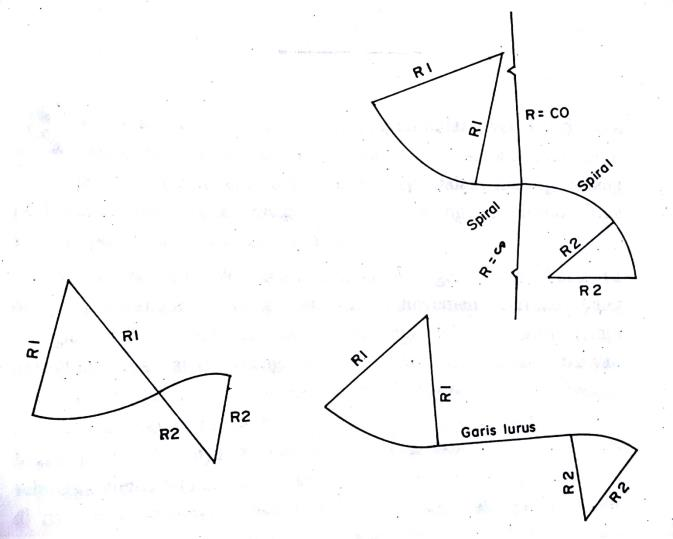 R1
R1
R = CO
Spiral
Spiral
R = ∞
R2
R2
R1
R1
R2
R2
R1
R1
Garis lurus
R2
R2